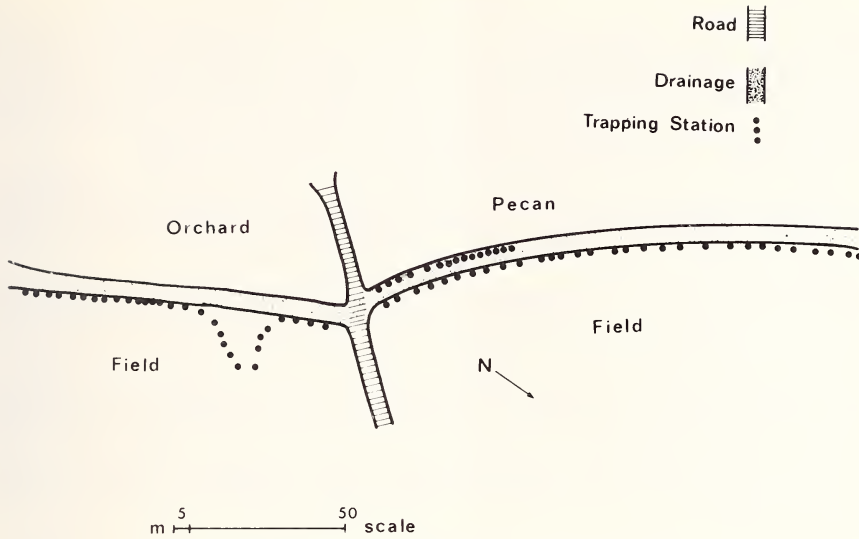 Road
Drainage
Trapping Station
Pecan
Orchard
Field
Field
N
5 50
m scale